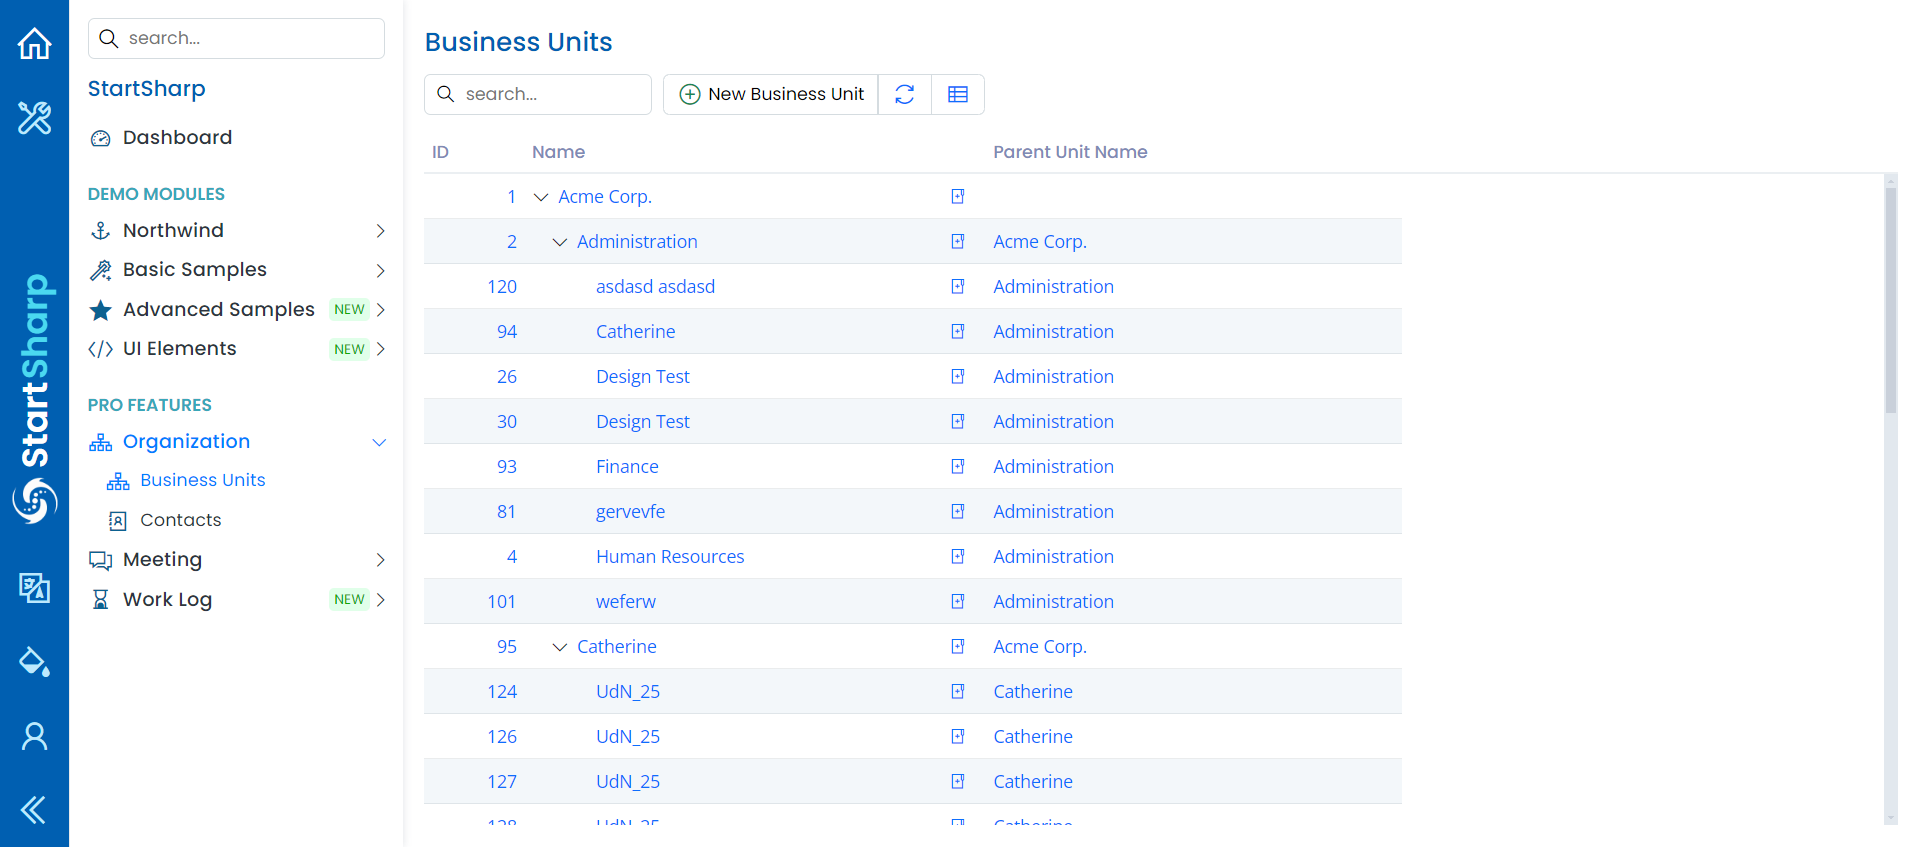 StartSharp
search...
StartSharp
Dashboard
DEMO MODULES
Northwind
Basic Samples
Advanced Samples NEW
UI Elements NEW
PRO FEATURES
Organization
Business Units
Contacts
Meeting
Work Log NEW
Business Units
search...
New Business Unit
ID Name Parent Unit Name
1 Acme Corp.
2 Administration Acme Corp.
120 asdasd asdasd Administration
94 Catherine Administration
26 Design Test Administration
30 Design Test Administration
93 Finance Administration
81 gervevfe Administration
4 Human Resources Administration
101 weferw Administration
95 Catherine Acme Corp.
124 UdN_25 Catherine
126 UdN_25 Catherine
127 UdN_25 Catherine
128 UdN_25 Catherine